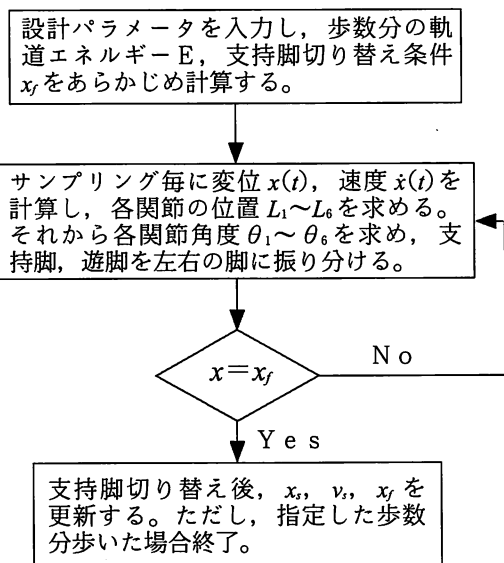 設計パラメータを入力し，歩数分の軌
道エネルギーE，支持脚切り替え条件
xfをあらかじめ計算する。
サンプリング毎に変位x(t)，速度ẋ(t)を
計算し，各関節の位置L1〜L6を求める。
それから各関節角度θ1〜θ6を求め，支
持脚，遊脚を左右の脚に振り分ける。
x＝xf
No
Yes
支持脚切り替え後，xs，vs，xfを
更新する。ただし，指定した歩数
分歩いた場合終了。